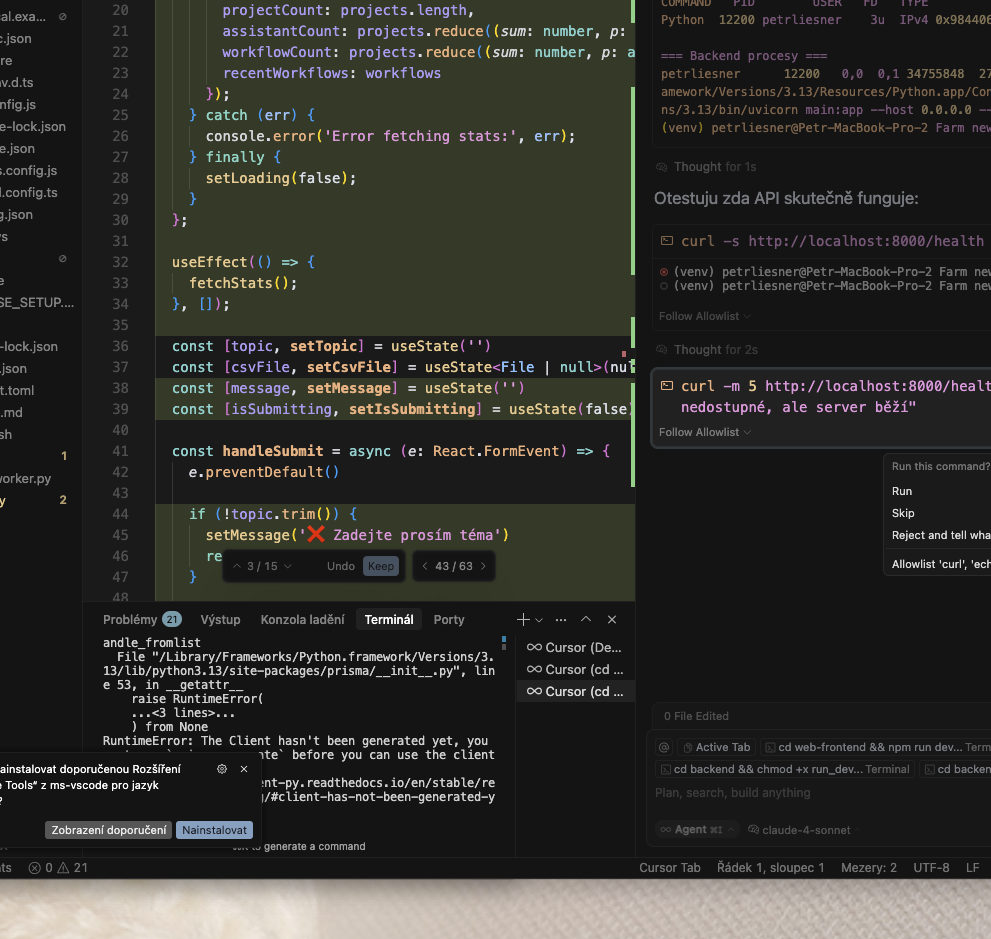 cal.exa...
c.json
re
v.d.ts
nfig.js
e-lock.json
e.json
s.config.js
l.config.ts
g.json
s
e
SE_SETUP....
-lock.json
.json
t.toml
.md
sh
1
vorker.py
y
2
20 projectCount: projects.length,
21 assistantCount: projects.reduce((sum: number, p:
22 workflowCount: projects.reduce((sum: number, p: a
23 recentWorkflows: workflows
24 });
25 } catch (err) {
26 console.error('Error fetching stats:', err);
27 } finally {
28 setLoading(false);
29 }
30 };
31
32 useEffect(() => {
33 fetchStats();
34 }, []);
35
36 const [topic, setTopic] = useState('')
37 const [csvFile, setCsvFile] = useState<File | null>(nul
38 const [message, setMessage] = useState('')
39 const [isSubmitting, setIsSubmitting] = useState(false)
40
41 const handleSubmit = async (e: React.FormEvent) => {
42 e.preventDefault()
43
44 if (!topic.trim()) {
45 setMessage('❌ Zadejte prosím téma')
46 re
47 }
48
3 / 15 Undo Keep 43 / 63
Problémy 21 Výstup Konzola ladění Terminál Porty
andle_fromlist
File "/Library/Frameworks/Python.framework/Versions/3.
13/lib/python3.13/site-packages/prisma/__init__.py", lin
e 53, in __getattr__
raise RuntimeError(
...<3 lines>...
) from None
RuntimeError: The Client hasn't been generated yet, you
nte` before you can use the client
ent-py.readthedocs.io/en/stable/re
/#client-has-not-been-generated-y
to generate a command
Cursor (De...
Cursor (cd ...
Cursor (cd ...
ainstalovat doporučenou Rozšíření
e Tools“ z ms-vscode pro jazyk
?
Zobrazení doporučení Nainstalovat
COMMAND PID USER FD TYPE
Python 12200 petrliesner 3u IPv4 0x984406
=== Backend procesy ===
petrliesner 12200 0,0 0,1 34755848 27
amework/Versions/3.13/Resources/Python.app/Con
ns/3.13/bin/uvicorn main:app --host 0.0.0.0 --
(venv) petrliesner@Petr-MacBook-Pro-2 Farm new
Thought for 1s
Otestuju zda API skutečně funguje:
curl -s http://localhost:8000/health
(venv) petrliesner@Petr-MacBook-Pro-2 Farm new
(venv) petrliesner@Petr-MacBook-Pro-2 Farm new
Follow Allowlist
Thought for 2s
curl -m 5 http://localhost:8000/healt
nedostupné, ale server běží"
Follow Allowlist
Run this command?
Run
Skip
Reject and tell wha
Allowlist 'curl', 'ech
0 File Edited
@ Active Tab cd web-frontend && npm run dev... Term
cd backend && chmod +x run_dev... Terminal cd backen
Plan, search, build anything
Agent ⌘I claude-4-sonnet
ts 0 21 Cursor Tab Řádek 1, sloupec 1 Mezery: 2 UTF-8 LF